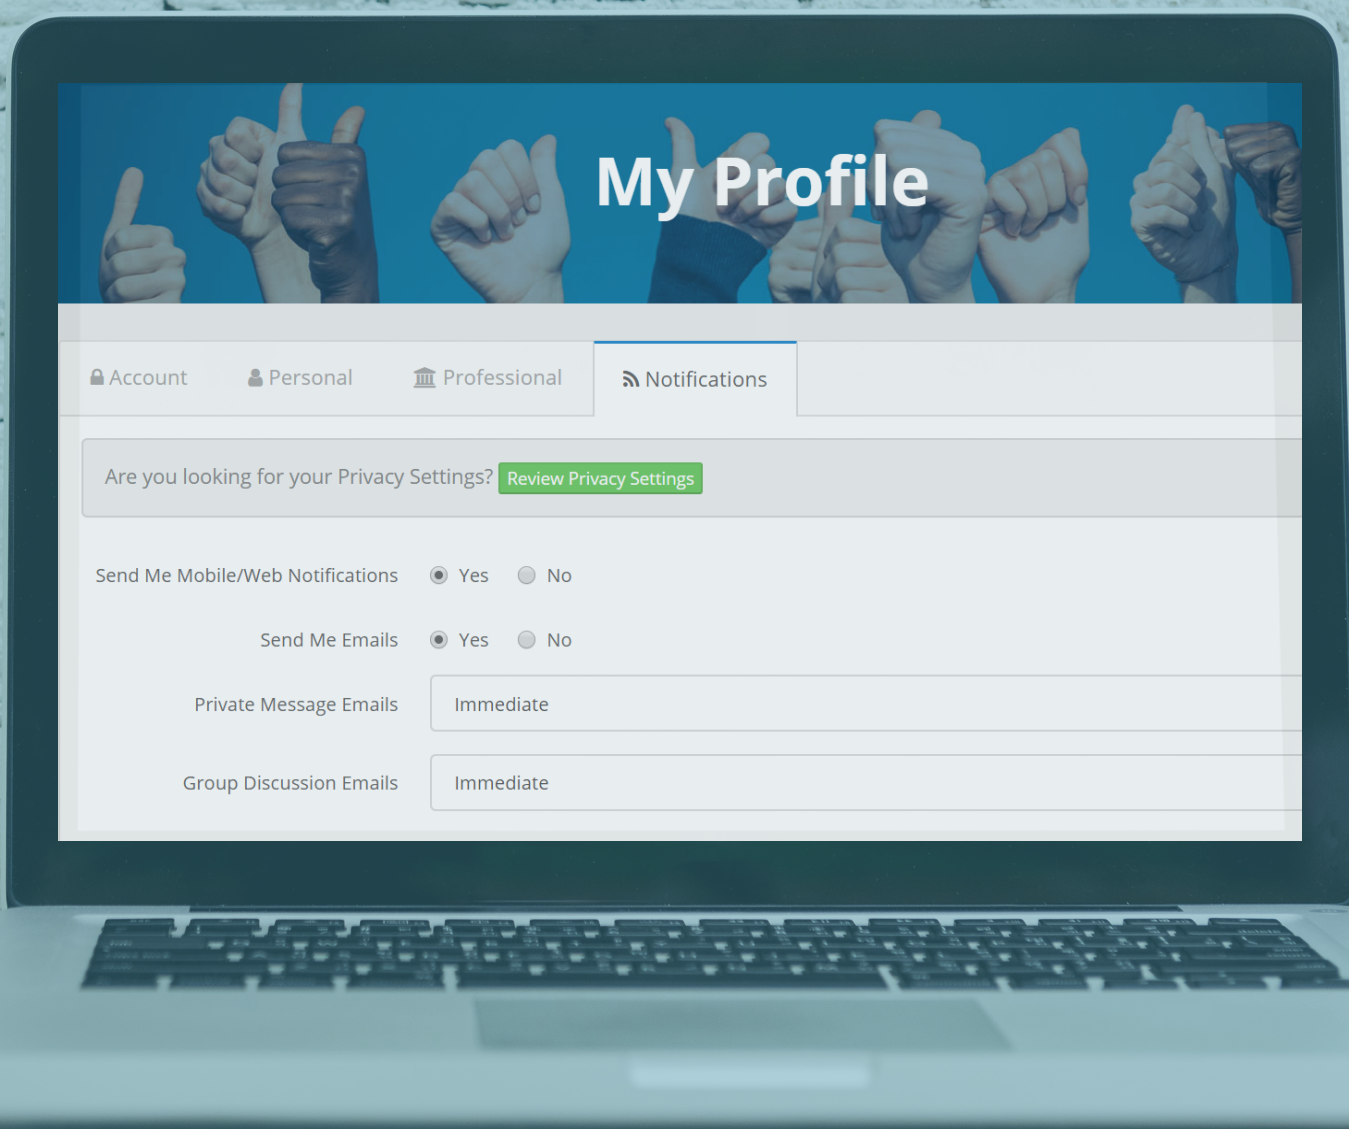 My Profile
Account Personal Professional Notifications
Are you looking for your Privacy Settings? Review Privacy Settings
Send Me Mobile/Web Notifications Yes No
Send Me Emails Yes No
Private Message Emails Immediate
Group Discussion Emails Immediate